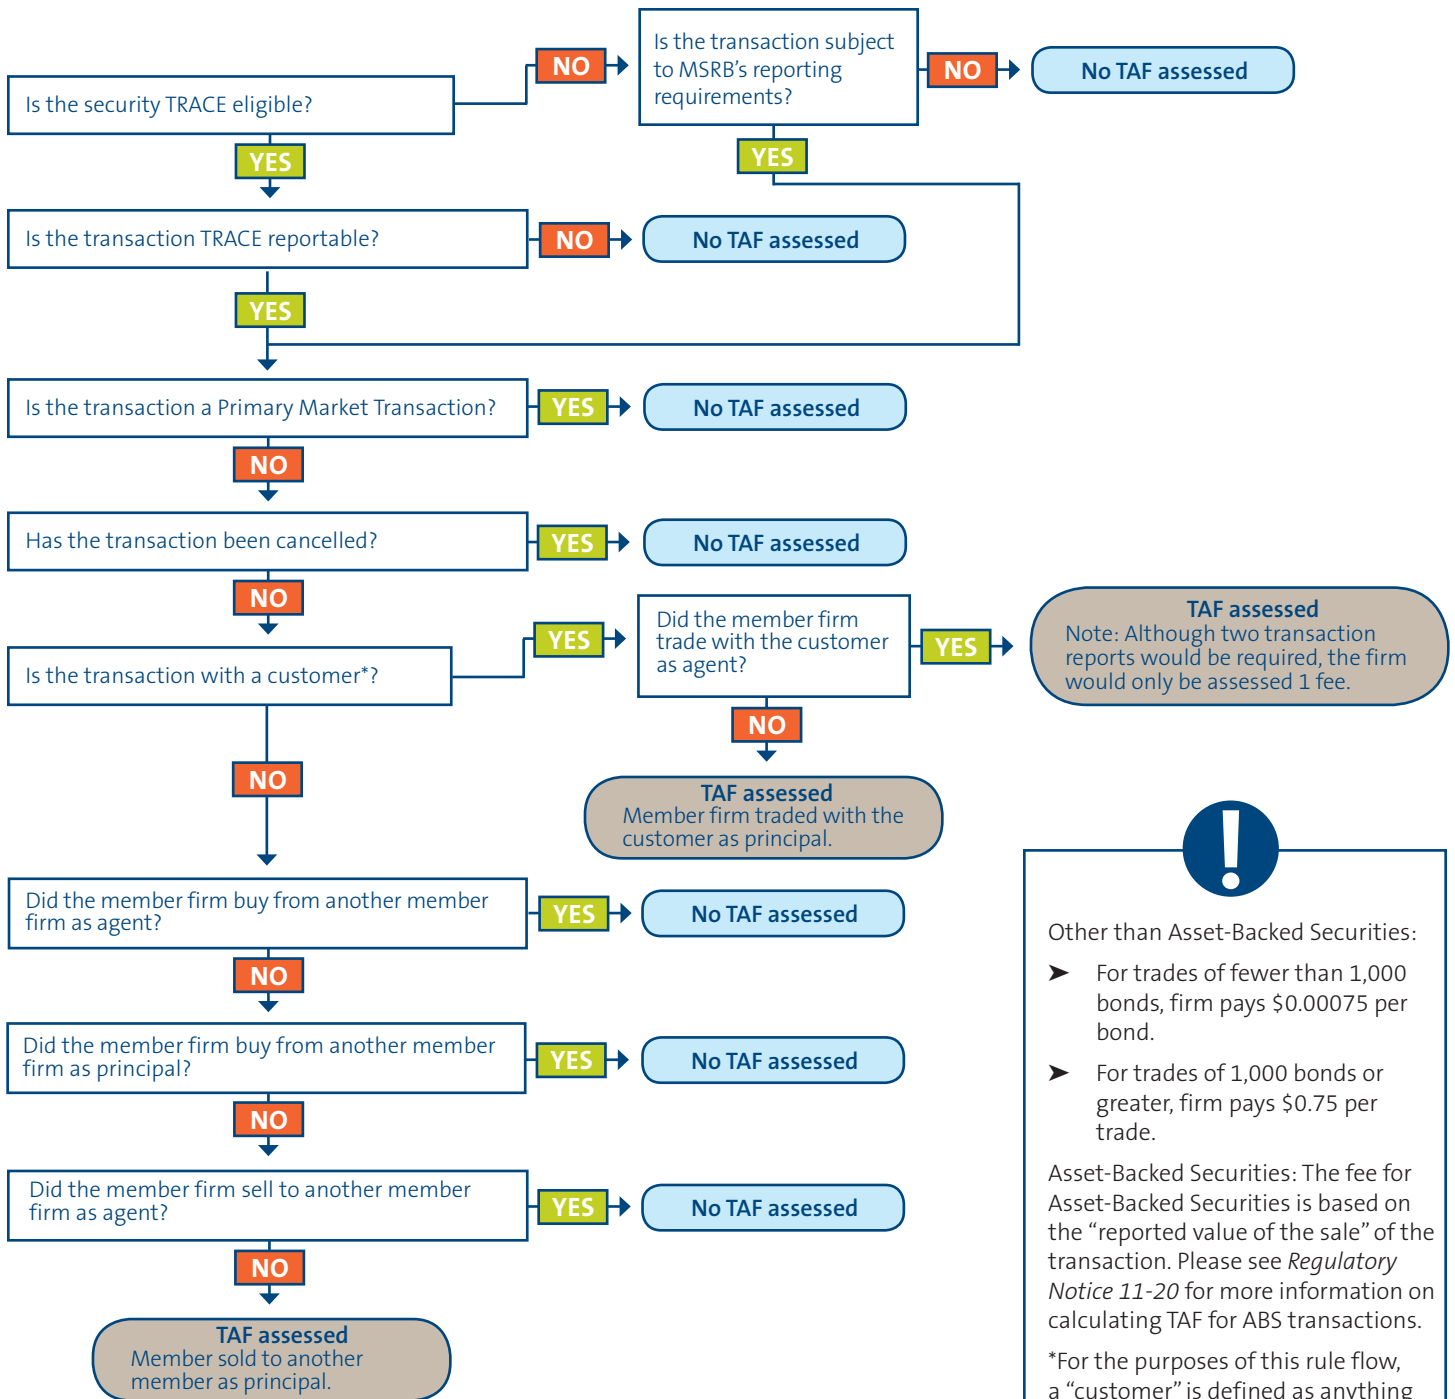 Is the security TRACE eligible?
NO
Is the transaction subject
to MSRB's reporting
requirements?
NO
No TAF assessed
YES
YES
Is the transaction TRACE reportable?
NO
No TAF assessed
YES
Is the transaction a Primary Market Transaction?
YES
No TAF assessed
NO
Has the transaction been cancelled?
YES
No TAF assessed
NO
Is the transaction with a customer*?
YES
Did the member firm
trade with the customer
as agent?
YES
TAF assessed
Note: Although two transaction
reports would be required, the firm
would only be assessed 1 fee.
NO
TAF assessed
Member firm traded with the
customer as principal.
NO
Did the member firm buy from another member
firm as agent?
YES
No TAF assessed
NO
Did the member firm buy from another member
firm as principal?
YES
No TAF assessed
NO
Did the member firm sell to another member
firm as agent?
YES
No TAF assessed
NO
TAF assessed
Member sold to another
member as principal.
!
Other than Asset-Backed Securities:
➤ For trades of fewer than 1,000
bonds, firm pays $0.00075 per
bond.
➤ For trades of 1,000 bonds or
greater, firm pays $0.75 per
trade.
Asset-Backed Securities: The fee for
Asset-Backed Securities is based on
the “reported value of the sale” of the
transaction. Please see Regulatory
Notice 11-20 for more information on
calculating TAF for ABS transactions.
*For the purposes of this rule flow,
a “customer” is defined as anything